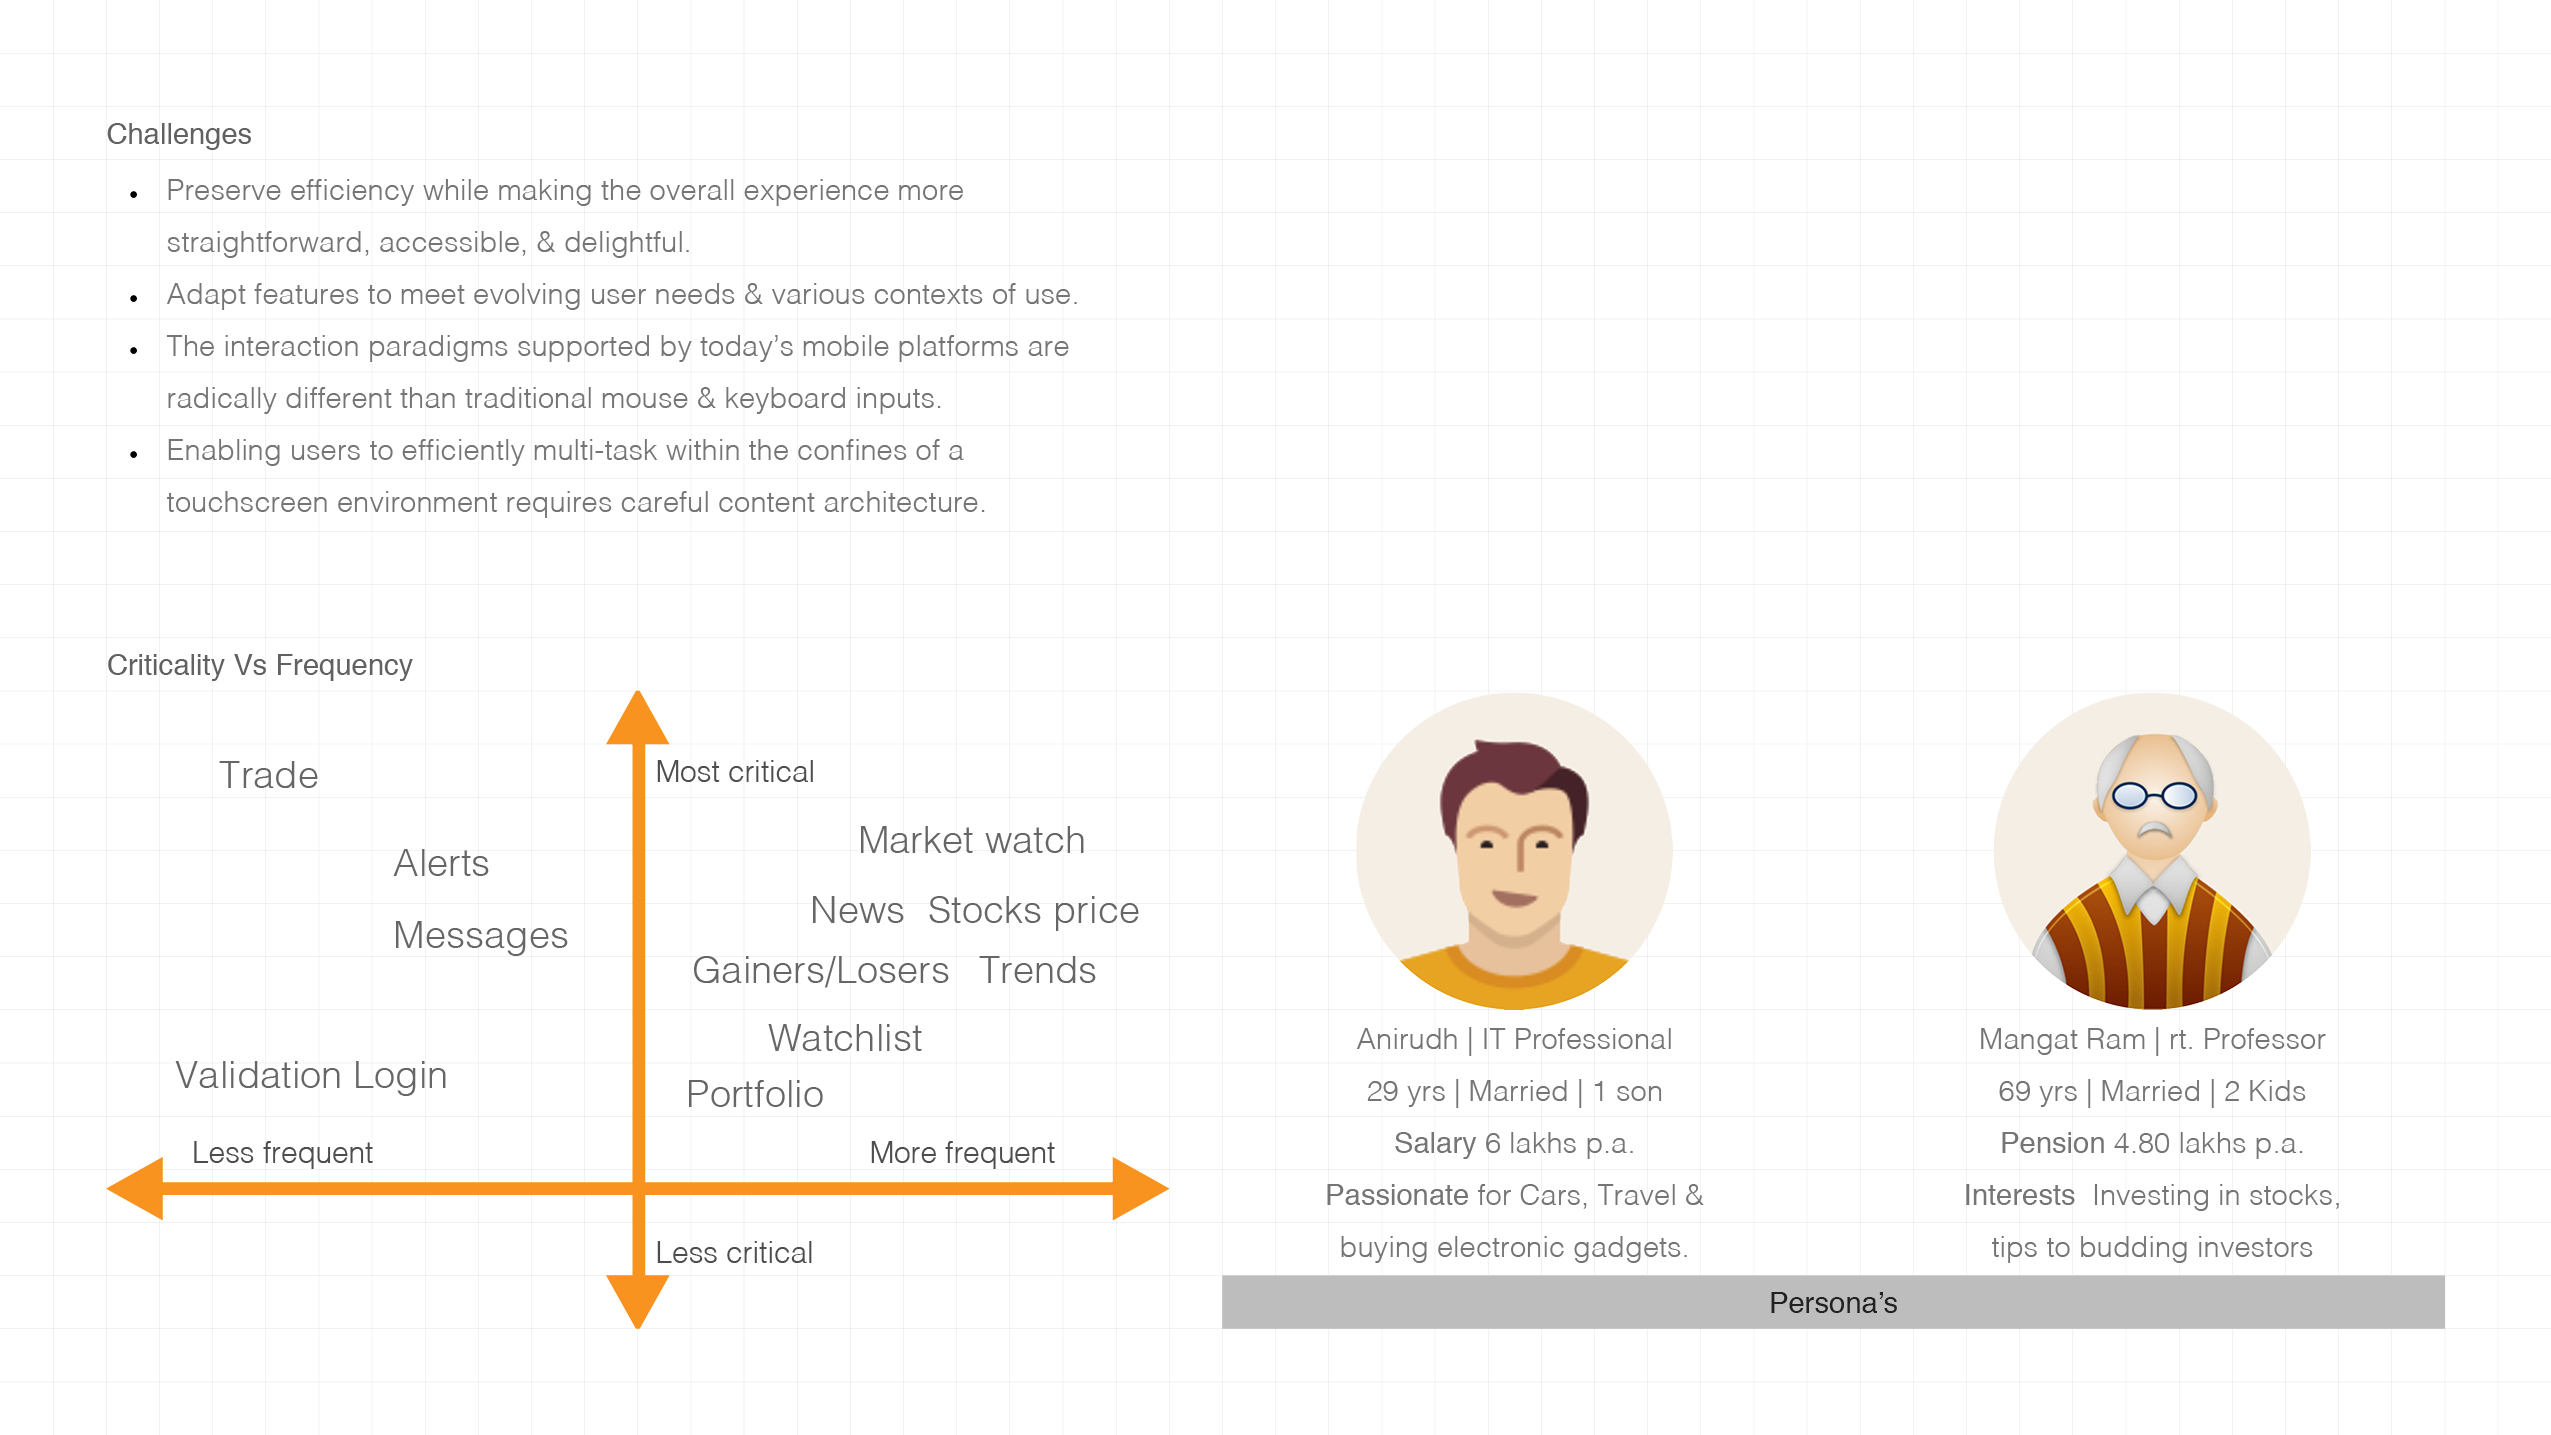 Challenges
• Preserve efficiency while making the overall experience more
straightforward, accessible, & delightful.
• Adapt features to meet evolving user needs & various contexts of use.
• The interaction paradigms supported by today’s mobile platforms are
radically different than traditional mouse & keyboard inputs.
• Enabling users to efficiently multi-task within the confines of a
touchscreen environment requires careful content architecture.
Criticality Vs Frequency
Most critical
Trade
Market watch
Alerts
News Stocks price
Messages
Gainers/Losers Trends
Watchlist
Validation Login
Portfolio
Less frequent
More frequent
Less critical
Anirudh | IT Professional
29 yrs | Married | 1 son
Salary 6 lakhs p.a.
Passionate for Cars, Travel &
buying electronic gadgets.
Mangat Ram | rt. Professor
69 yrs | Married | 2 Kids
Pension 4.80 lakhs p.a.
Interests Investing in stocks,
tips to budding investors
Persona’s